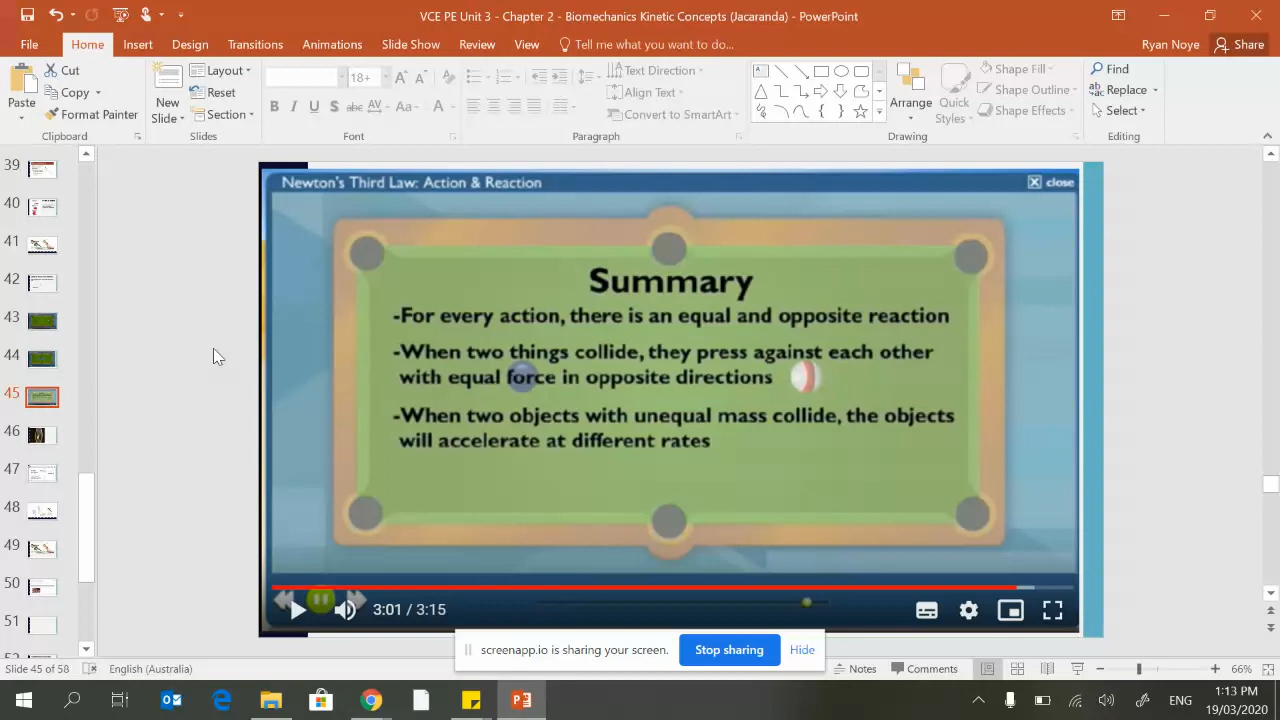 VCE PE Unit 3 - Chapter 2 - Biomechanics Kinetic Concepts (Jacaranda) - PowerPoint
File Home Insert Design Transitions Animations Slide Show Review View Tell me what you want to do... Ryan Noye Share
Paste Cut Copy Format Painter
Clipboard
New Slide Layout Reset Section
Slides
18+
B I U S abc AV Aa A
Font
Text Direction Align Text Convert to SmartArt
Paragraph
Arrange Quick Styles Shape Fill Shape Outline Shape Effects
Drawing
Find Replace Select
Editing
39
40
41
42
43
44
45
46
47
48
49
50
51
Newton's Third Law: Action & Reaction
close
Summary
-For every action, there is an equal and opposite reaction
-When two things collide, they press against each other
with equal force in opposite directions
-When two objects with unequal mass collide, the objects
will accelerate at different rates
3:01 / 3:15
screenapp.io is sharing your screen. Stop sharing Hide
Slide 45 of 58 English (Australia) Notes Comments 66%
ENG 1:13 PM
19/03/2020